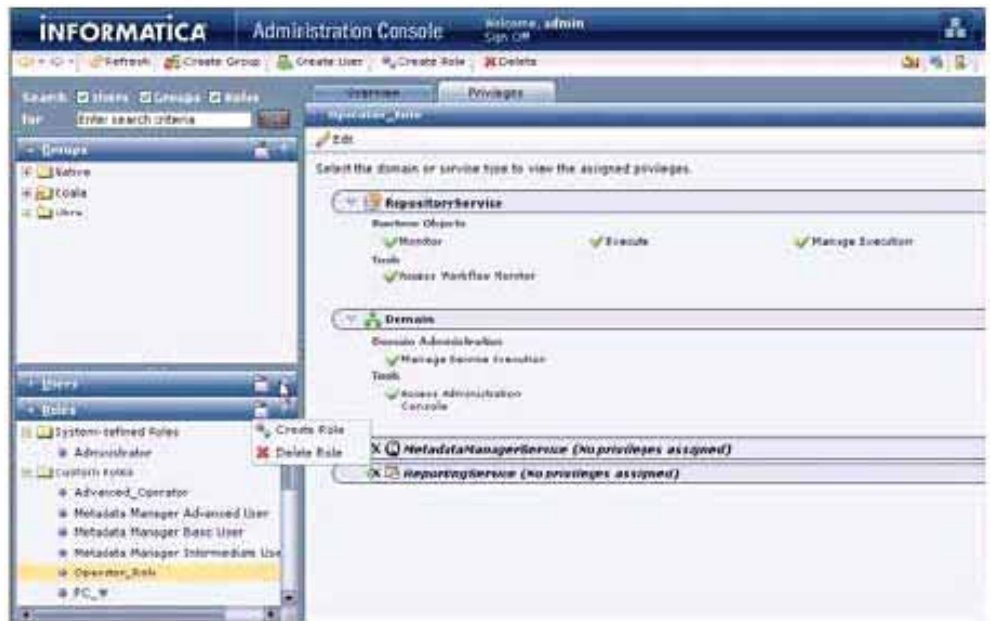 INFORMATICA Administration Console Welcome, admin
Sign Off
Refresh Create Group Create User Create Role Delete
Search Users Groups Roles
for Enter search criteria
Overview Privileges
Operator_Role
Edit
Select the domain or service type to view the assigned privileges.
Groups
Native
Coala
RepositoryService
Runtime Objects
Monitor Execute Manage Execution
Tools
Access Workflow Monitor
Domain
Domain Administration
Manage Service Execution
Tools
Access Administration
Console
Users
Roles
Create Role
Delete Role
System-defined Roles
Administrator
Custom Roles
Advanced_Operator
Metadata Manager Advanced User
Metadata Manager Basic User
Metadata Manager Intermediate Use
Operator_Role
PC_W
MetadataManagerService (No privileges assigned)
ReportingService (No privileges assigned)